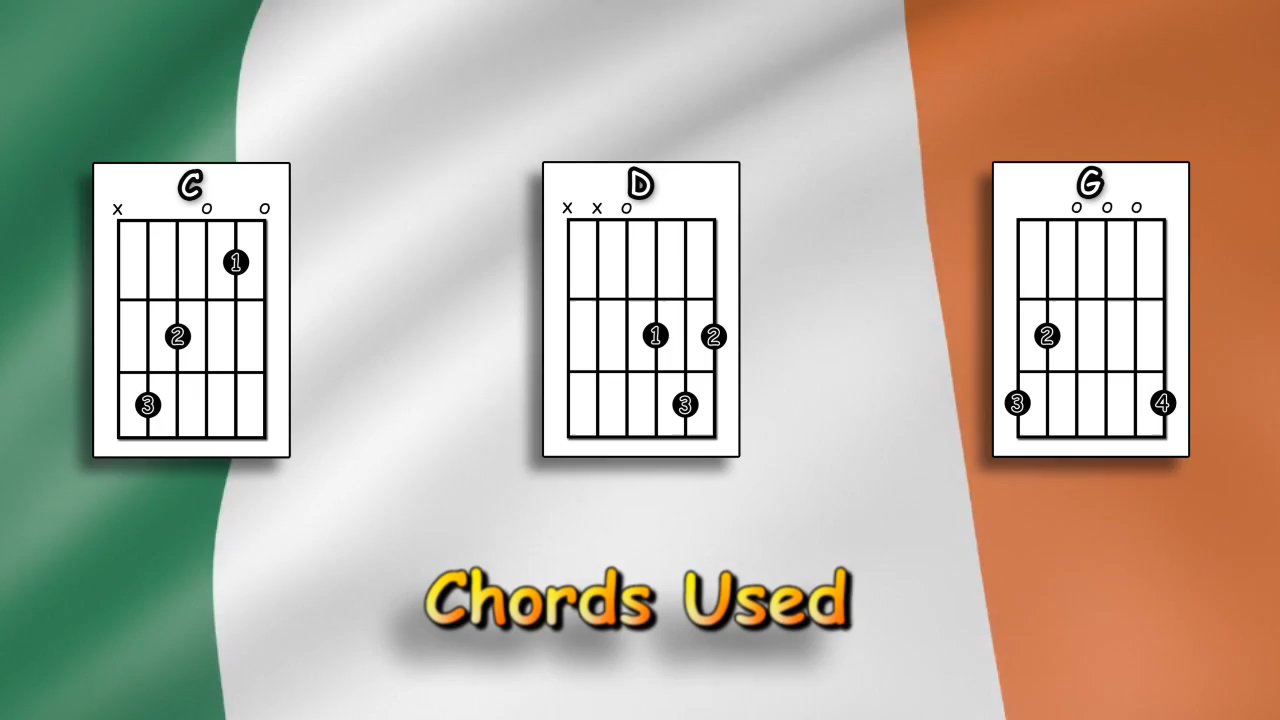 C D G
x o o x x o o o o
1 1 2 2 2
3 3 3 4
Chords Used